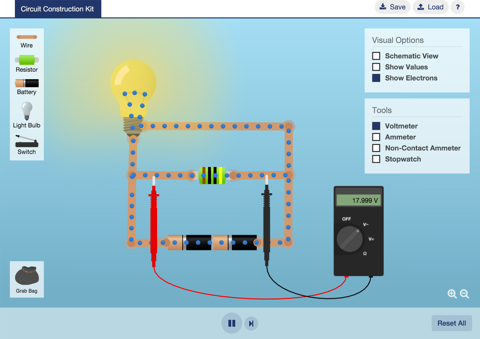 Circuit Construction Kit
Save
Load
?
Wire
Resistor
Battery
Light Bulb
Switch
Grab Bag
Visual Options
Schematic View
Show Values
Show Electrons
Tools
Voltmeter
Ammeter
Non-Contact Ammeter
Stopwatch
17.999 V
OFF
V~
V=
Ω
Reset All